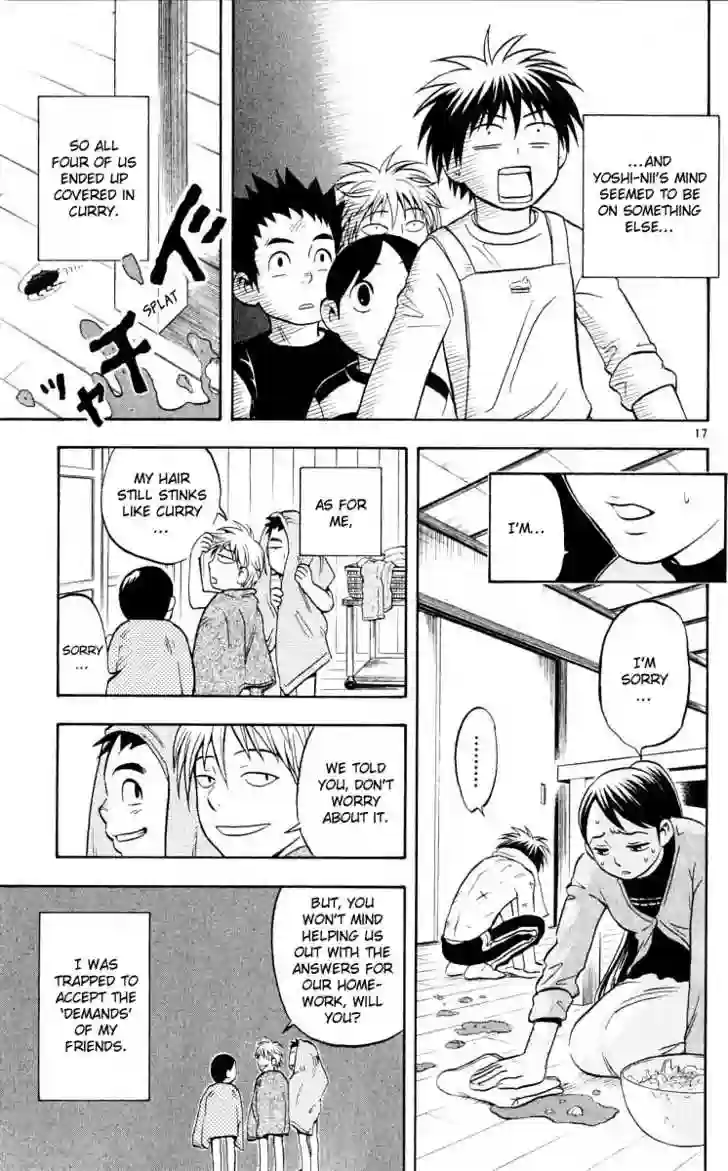 ...AND
YOSHI-NII'S MIND
SEEMED TO BE
ON SOMETHING
ELSE...
SO ALL
FOUR OF US
ENDED UP
COVERED IN
CURRY.
ドチャッ
SPLAT
17
I'M...
I'M
SORRY
...
........
AS FOR
ME,
MY HAIR
STILL STINKS
LIKE CURRY
...
SORRY
...
WE TOLD
YOU, DON'T
WORRY
ABOUT IT.
BUT, YOU
WON'T MIND
HELPING US
OUT WITH THE
ANSWERS FOR
OUR HOME-
WORK, WILL
YOU?
I WAS
TRAPPED TO
ACCEPT THE
'DEMANDS'
OF MY
FRIENDS.